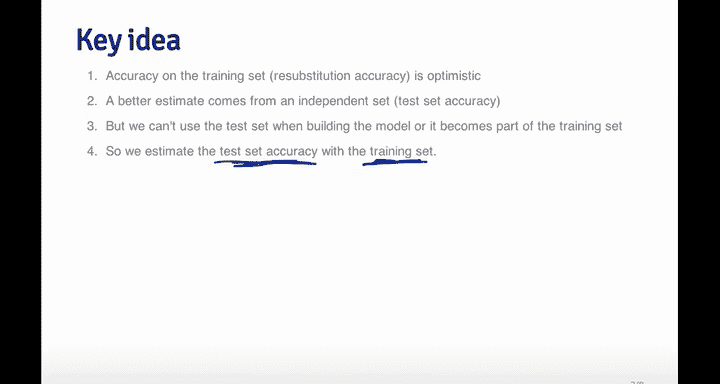 Key idea
1. Accuracy on the training set (resubstitution accuracy) is optimistic
2. A better estimate comes from an independent set (test set accuracy)
3. But we can't use the test set when building the model or it becomes part of the training set
4. So we estimate the test set accuracy with the training set.